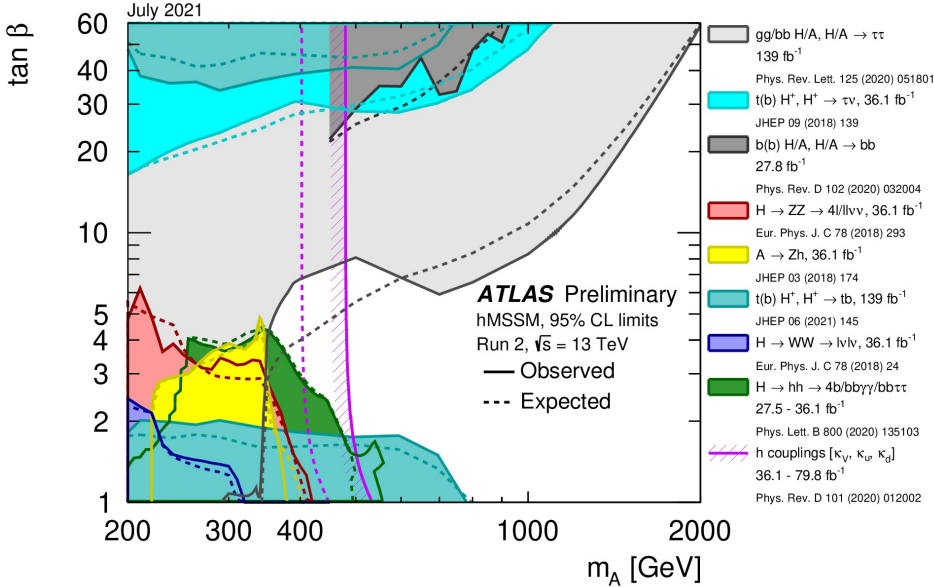 July 2021
tan β
60
40
30
20
10
5
4
3
2
1
200
300
400
1000
2000
m_A [GeV]
ATLAS Preliminary
hMSSM, 95% CL limits
Run 2, √s = 13 TeV
Observed
Expected
gg/bb H/A, H/A → ττ
139 fb⁻¹
Phys. Rev. Lett. 125 (2020) 051801
t(b) H⁺, H⁺ → τν, 36.1 fb⁻¹
JHEP 09 (2018) 139
b(b) H/A, H/A → bb
27.8 fb⁻¹
Phys. Rev. D 102 (2020) 032004
H → ZZ → 4l/llνν, 36.1 fb⁻¹
Eur. Phys. J. C 78 (2018) 293
A → Zh, 36.1 fb⁻¹
JHEP 03 (2018) 174
t(b) H⁺, H⁺ → tb, 139 fb⁻¹
JHEP 06 (2021) 145
H → WW → lνlν, 36.1 fb⁻¹
Eur. Phys. J. C 78 (2018) 24
H → hh → 4b/bbγγ/bbττ
27.5 - 36.1 fb⁻¹
Phys. Lett. B 800 (2020) 135103
h couplings [κ_V, κ_u, κ_d]
36.1 - 79.8 fb⁻¹
Phys. Rev. D 101 (2020) 012002